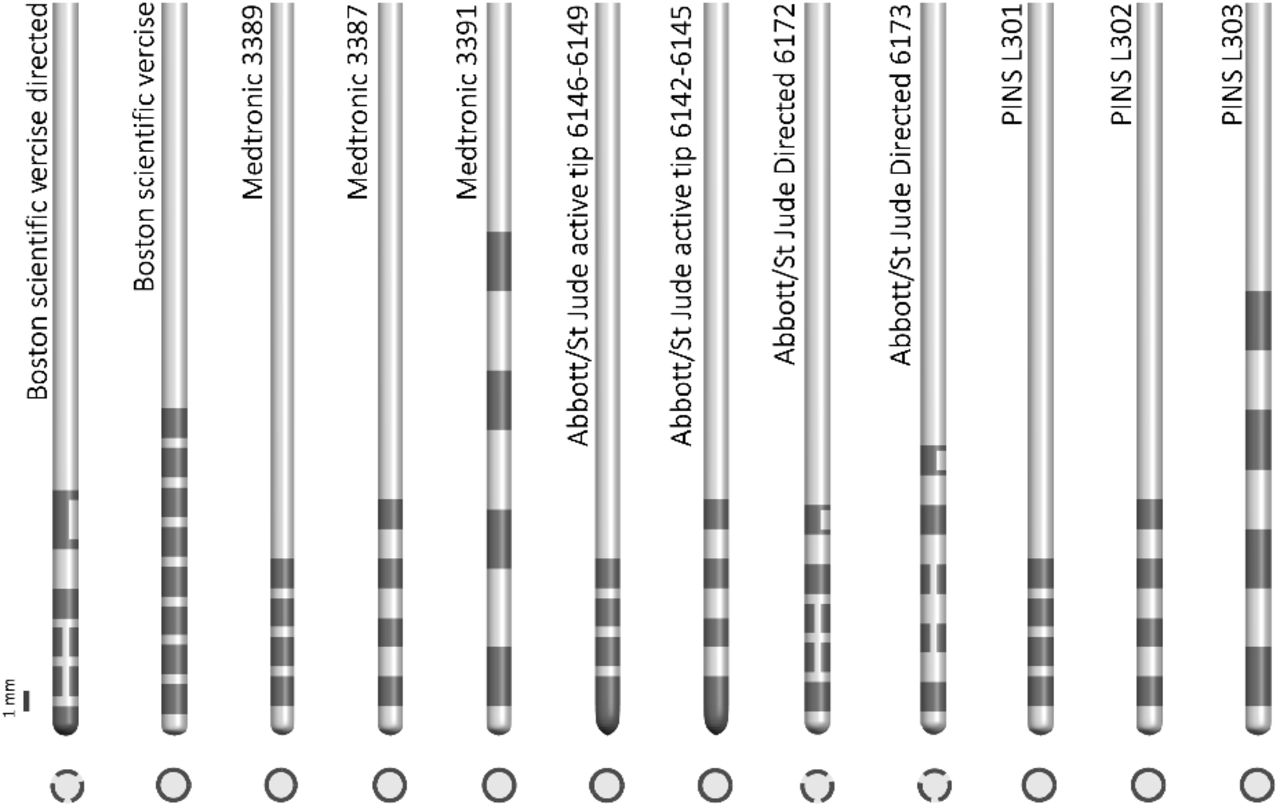 Boston scientific vercise directed
Boston scientific vercise
Medtronic 3389
Medtronic 3387
Medtronic 3391
Abbott/St Jude active tip 6146-6149
Abbott/St Jude active tip 6142-6145
Abbott/St Jude Directed 6172
Abbott/St Jude Directed 6173
PINS L301
PINS L302
PINS L303
1 mm